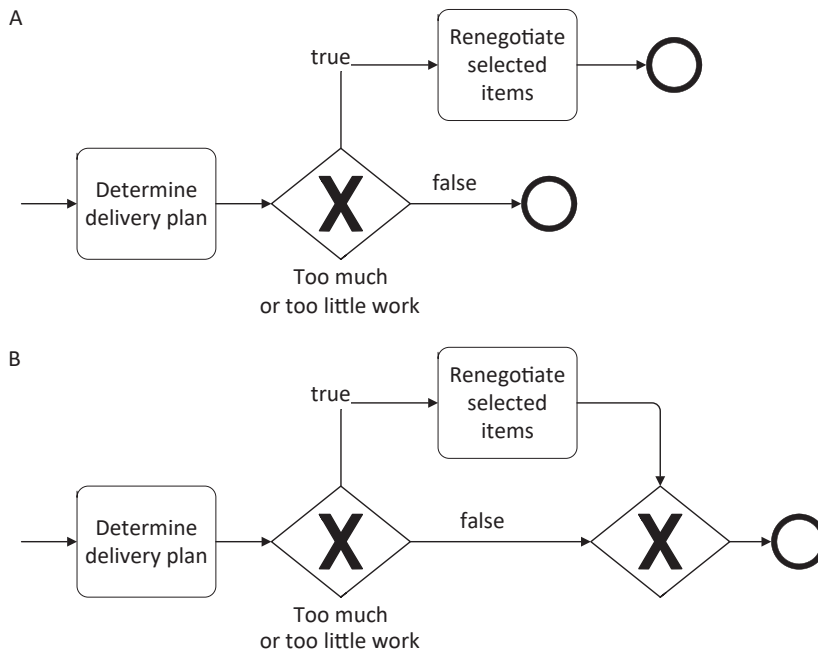 A
true
Renegotiate
selected
items
Determine
delivery plan
X
false
Too much
or too little work
B
true
Renegotiate
selected
items
Determine
delivery plan
X
false
X
Too much
or too little work